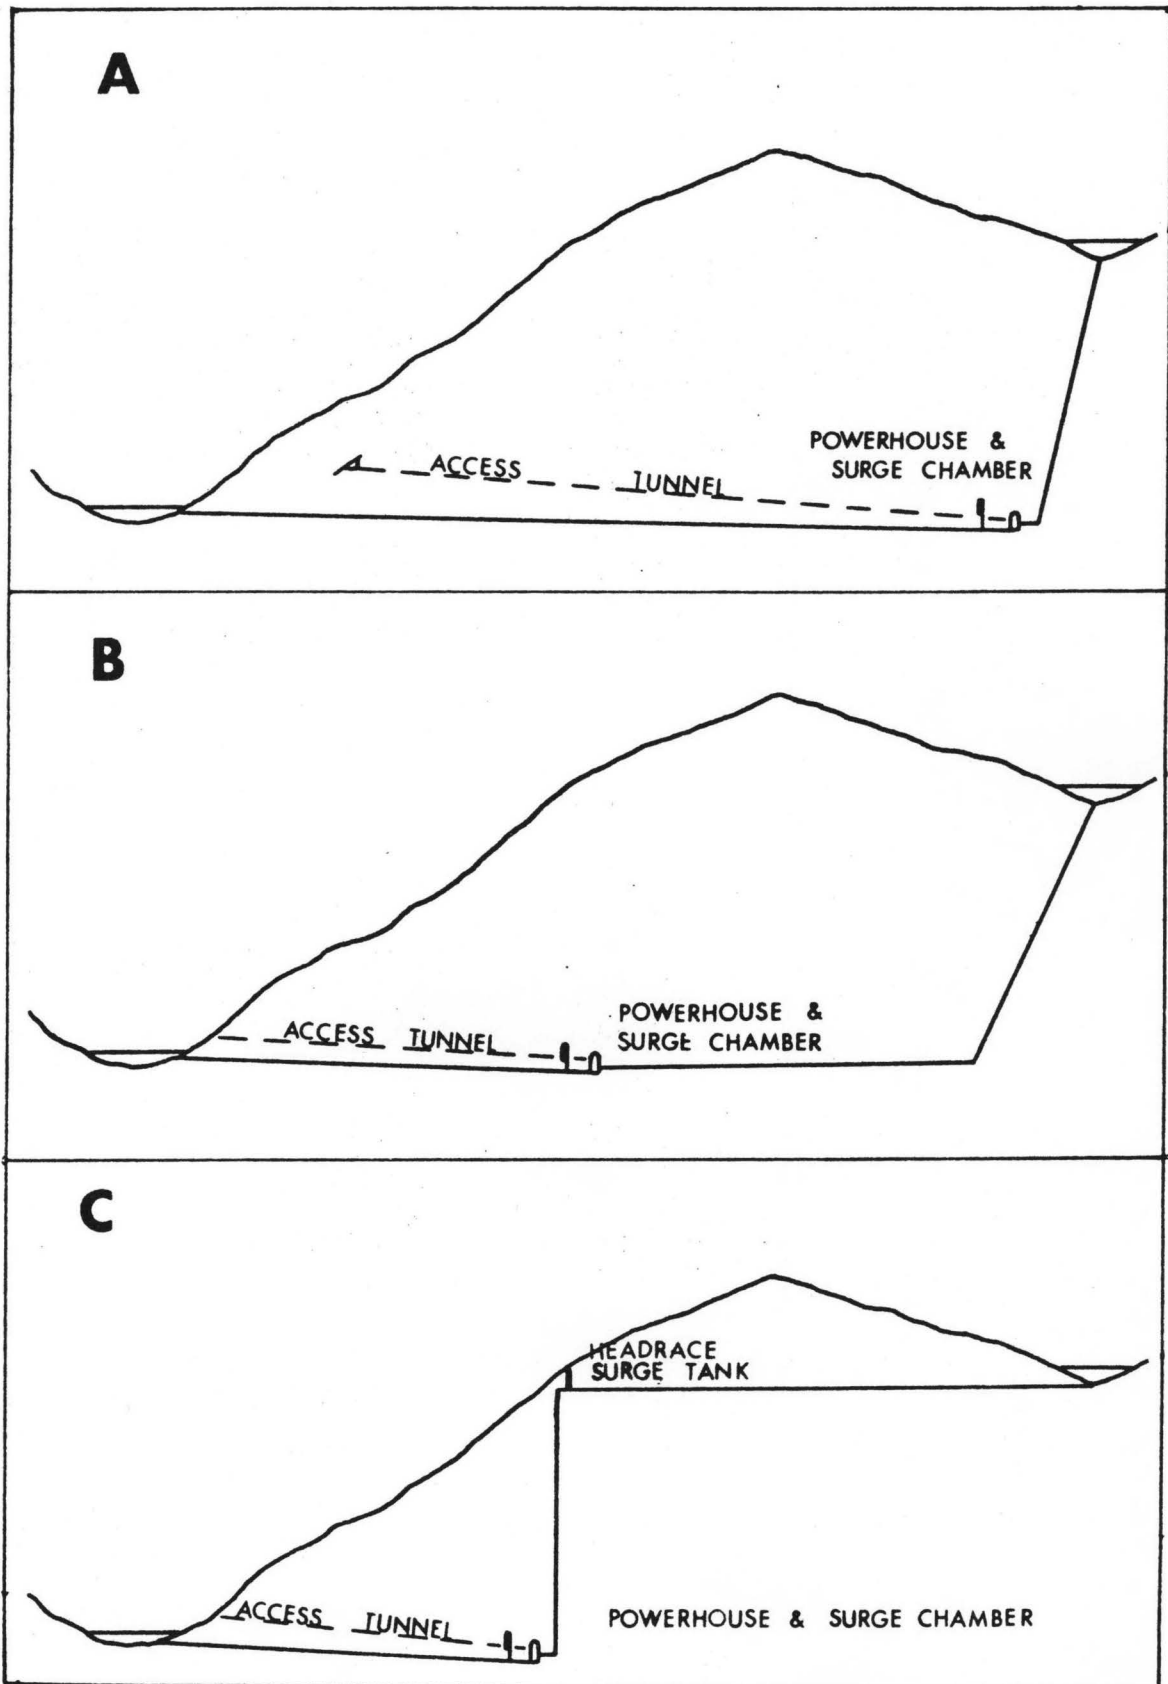 A
POWERHOUSE &
SURGE CHAMBER
ACCESS TUNNEL
B
POWERHOUSE &
SURGE CHAMBER
ACCESS TUNNEL
C
HEADRACE
SURGE TANK
ACCESS TUNNEL
POWERHOUSE & SURGE CHAMBER